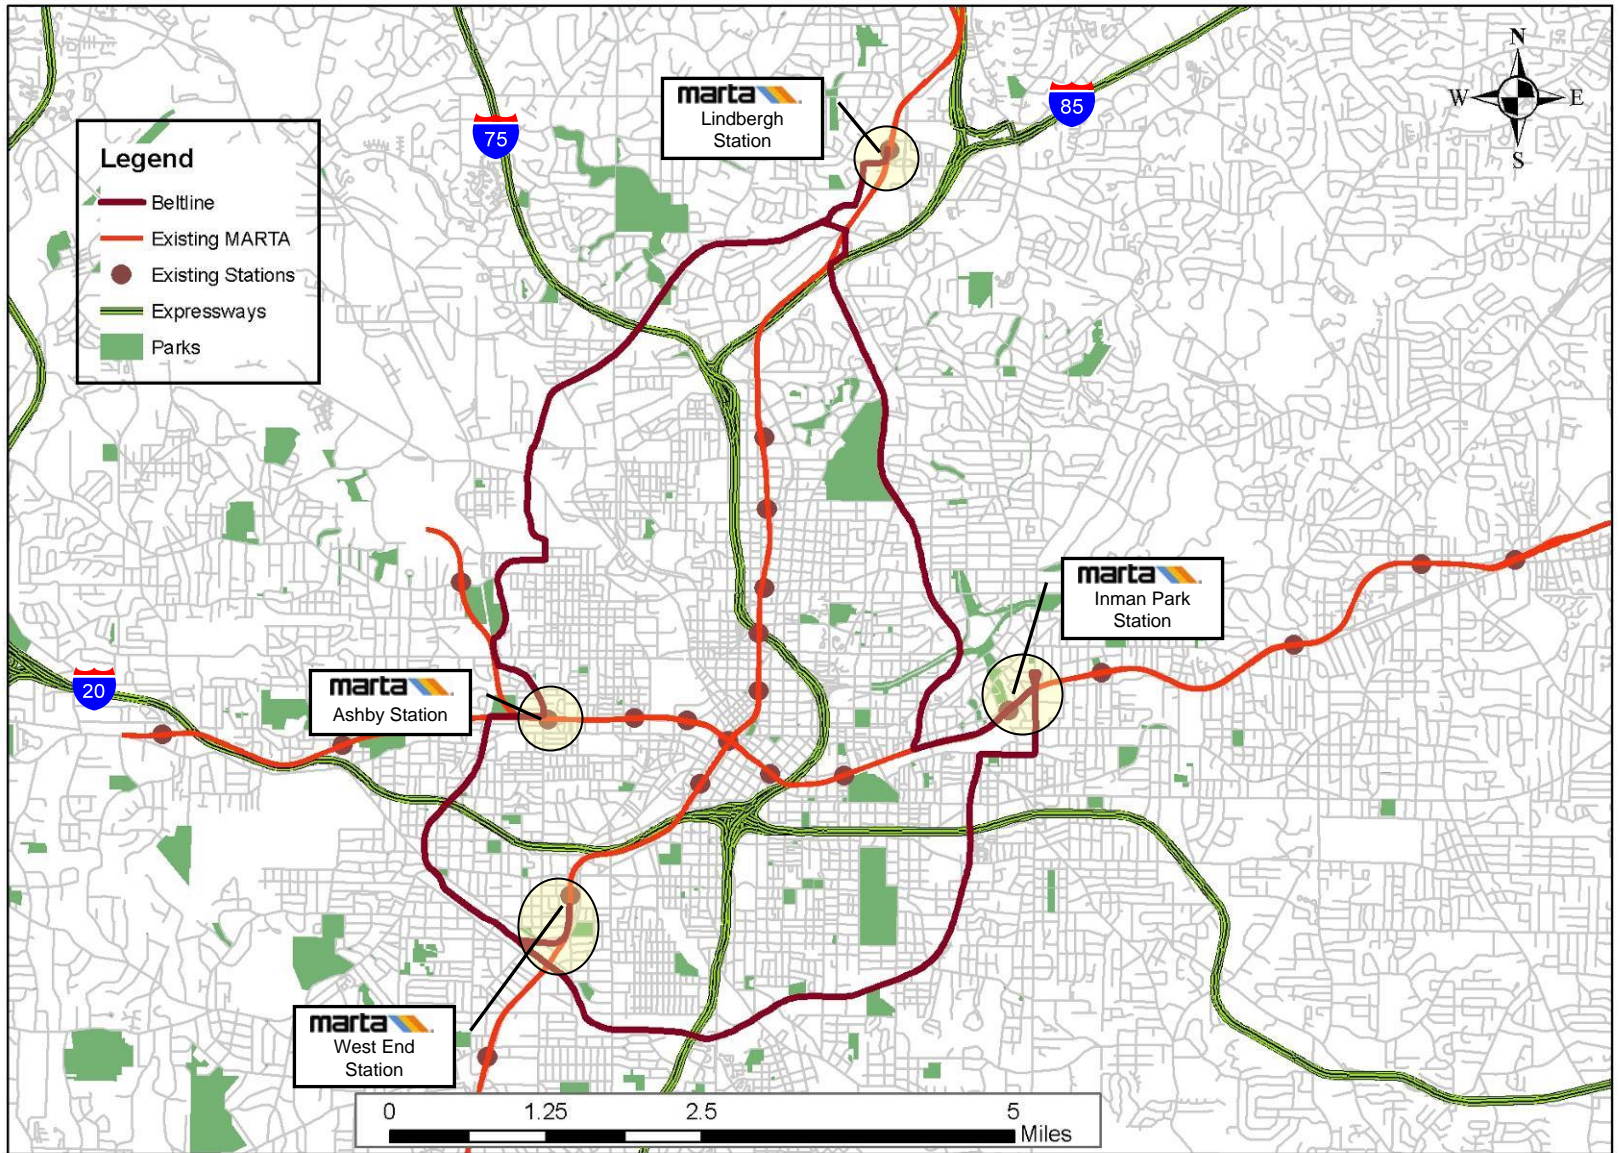 N
W
E
S
85
75
marta
Lindbergh
Station
Legend
Beltline
Existing MARTA
Existing Stations
Expressways
Parks
marta
Inman Park
Station
20
marta
Ashby Station
marta
West End
Station
0 1.25 2.5 5
Miles